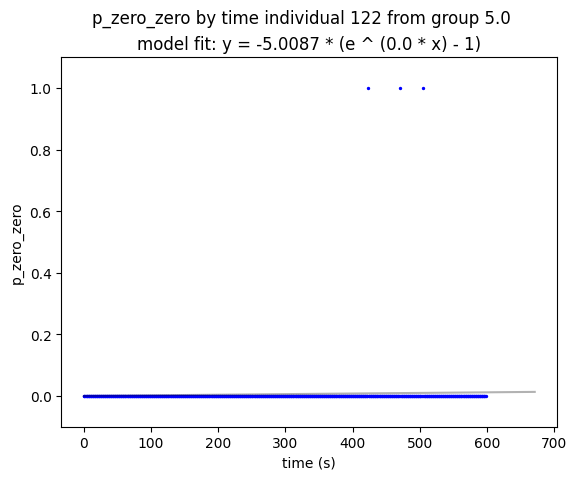 p_zero_zero by time individual 122 from group 5.0
model fit: y = -5.0087 * (e ^ (0.0 * x) - 1)
1.0
0.8
0.6
0.4
0.2
0.0
p_zero_zero
0 100 200 300 400 500 600 700
time (s)